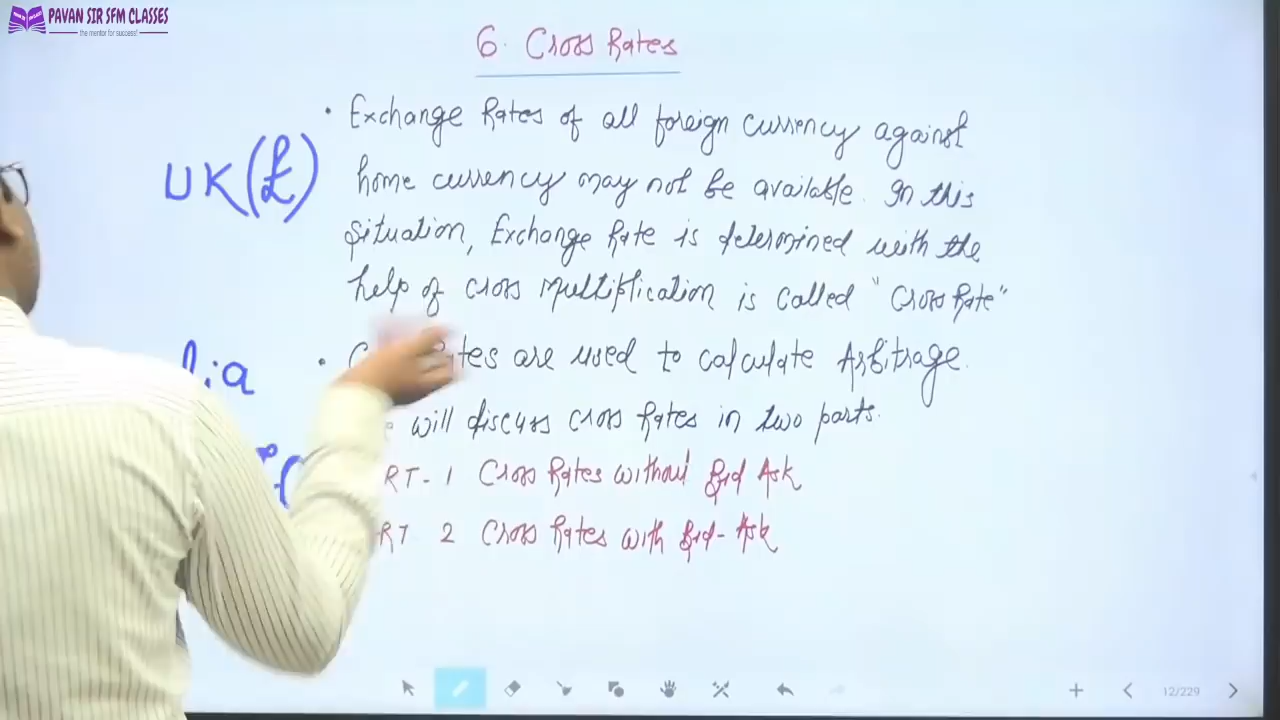 PAVAN SIR SFM CLASSES
the mentor for success!
6. Cross Rates
• Exchange Rates of all foreign currency against
UK(£)
home currency may not be available. In this
situation, Exchange Rate is determined with the
help of cross multiplication is called "Cross Rate"
• Rates are used to calculate Arbitrage.
lia
will discuss cross Rates in two parts.
RT - 1 Cross Rates without Bid Ask
RT 2 Cross Rates with Bid - Ask
12/229